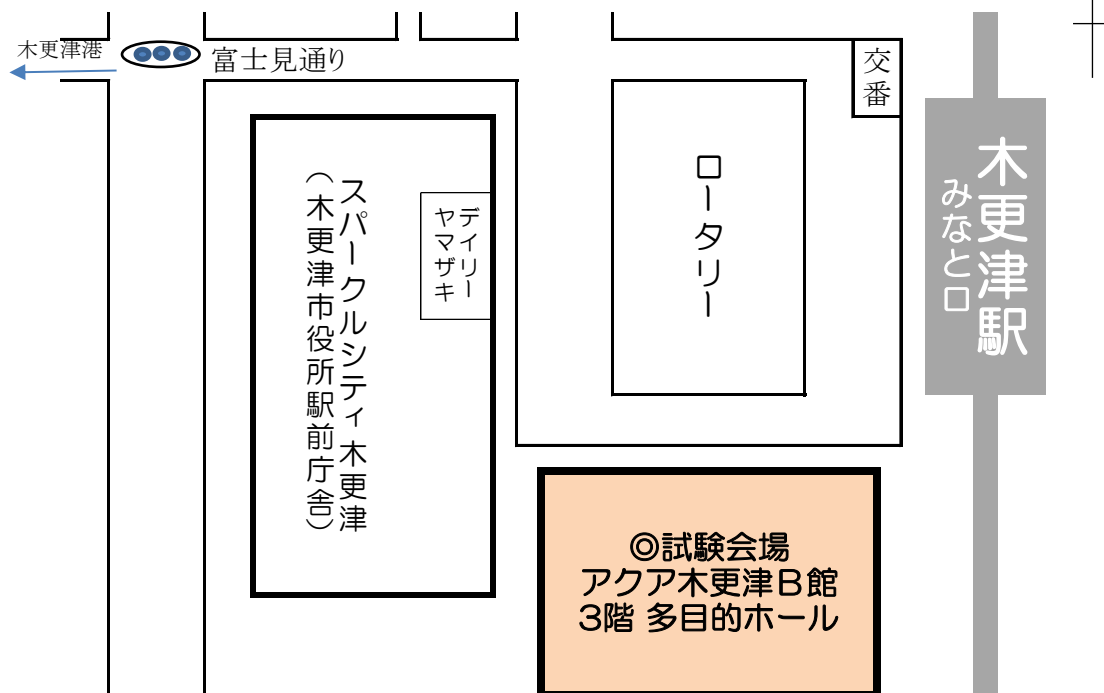 木更津港
富士見通り
交番
木更津駅
みなと口
ロータリー
デイリー
ヤマザキ
スパークルシティ木更津
（木更津市役所駅前庁舎）
◎試験会場
アクア木更津Ｂ館
3階 多目的ホール